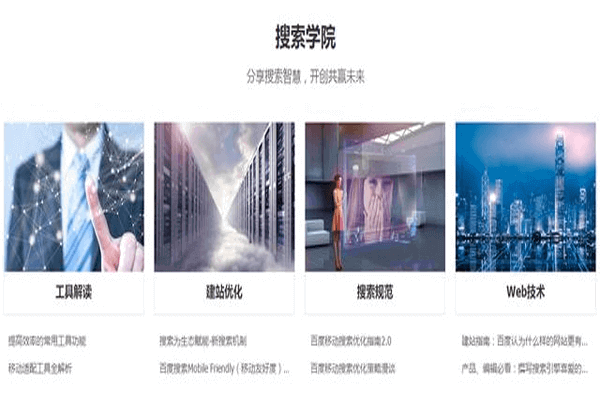 搜索学院
分享搜索智慧，开创共赢未来
工具解读
建站优化
搜索规范
Web技术
提高效率的常用工具功能
移动适配工具全解析
搜索为生态赋能-新搜索机制
百度搜索Mobile Friendly（移动友好度）...
百度移动搜索优化指南2.0
百度移动搜索优化策略漫谈
建站指南：百度认为什么样的网站更有...
产品、编辑必看：撰写搜索引擎喜爱的...